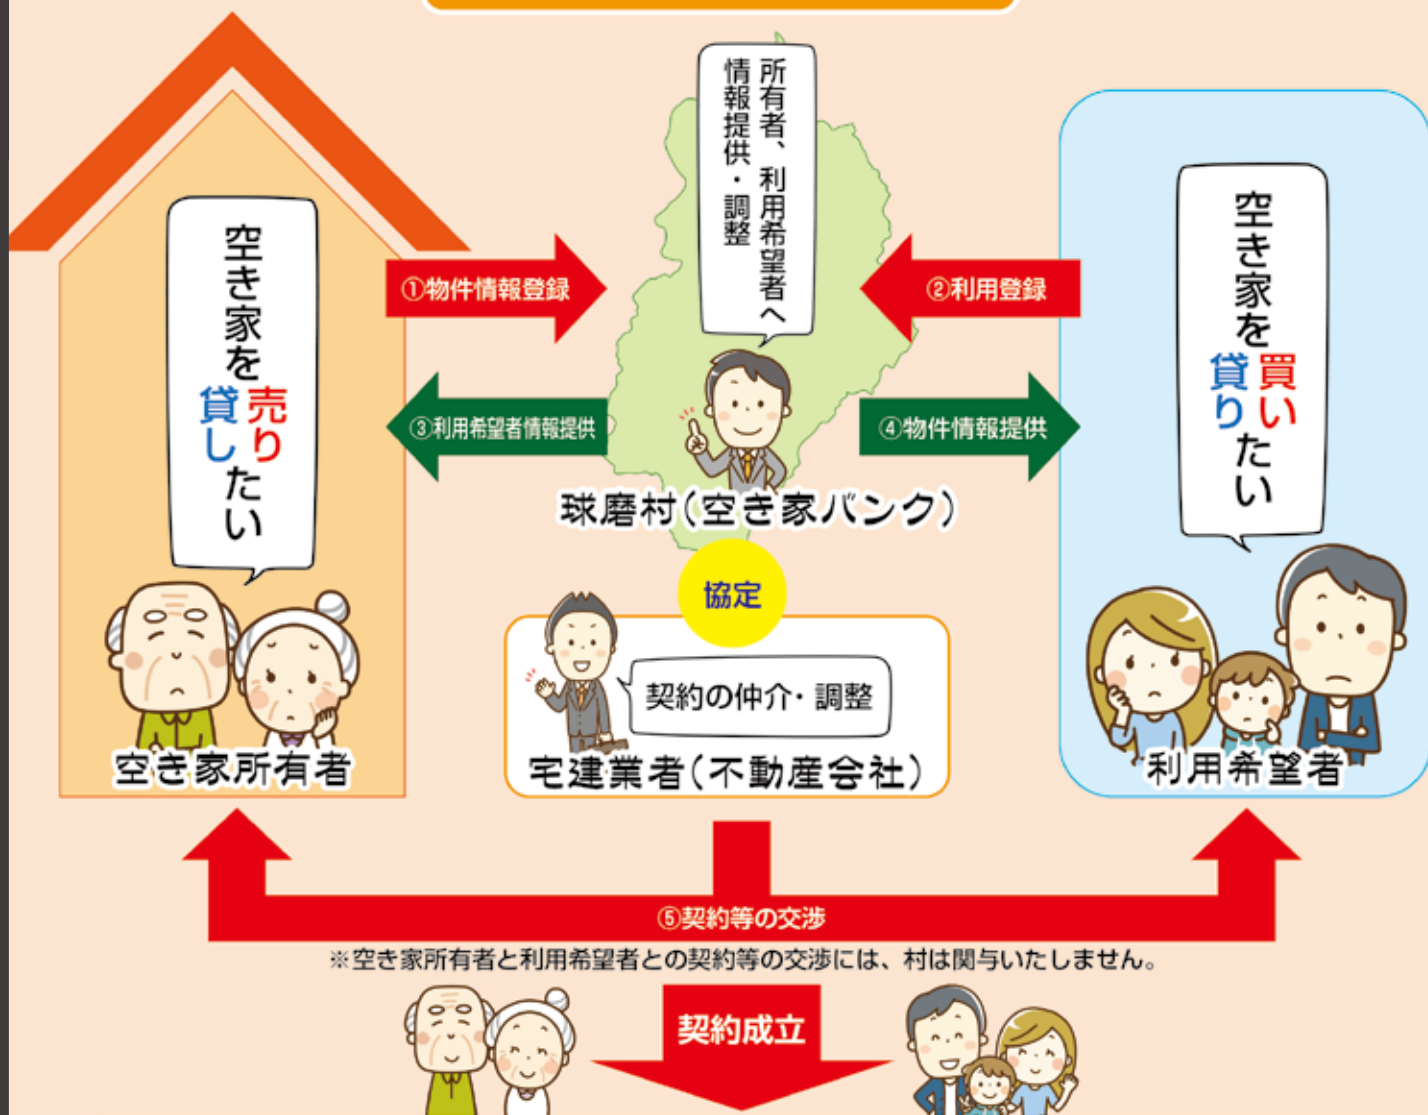 所有者、利用希望者へ
情報提供・調整
空き家を売り貸したい
空き家を買い貸りたい
①物件情報登録
②利用登録
③利用希望者情報提供
④物件情報提供
球磨村(空き家バンク)
協定
契約の仲介・調整
空き家所有者
宅建業者(不動産会社)
利用希望者
⑤契約等の交渉
※空き家所有者と利用希望者との契約等の交渉には、村は関与いたしません。
契約成立